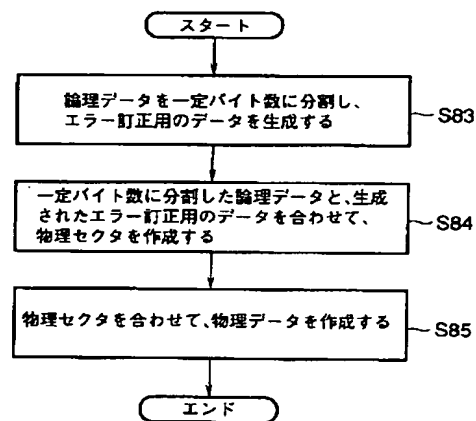 スタート
論理データを一定バイト数に分割し、
エラー訂正用のデータを生成する
S83
一定バイト数に分割した論理データと、生成
されたエラー訂正用のデータを合わせて、
物理セクタを作成する
S84
物理セクタを合わせて、物理データを作成する
S85
エンド